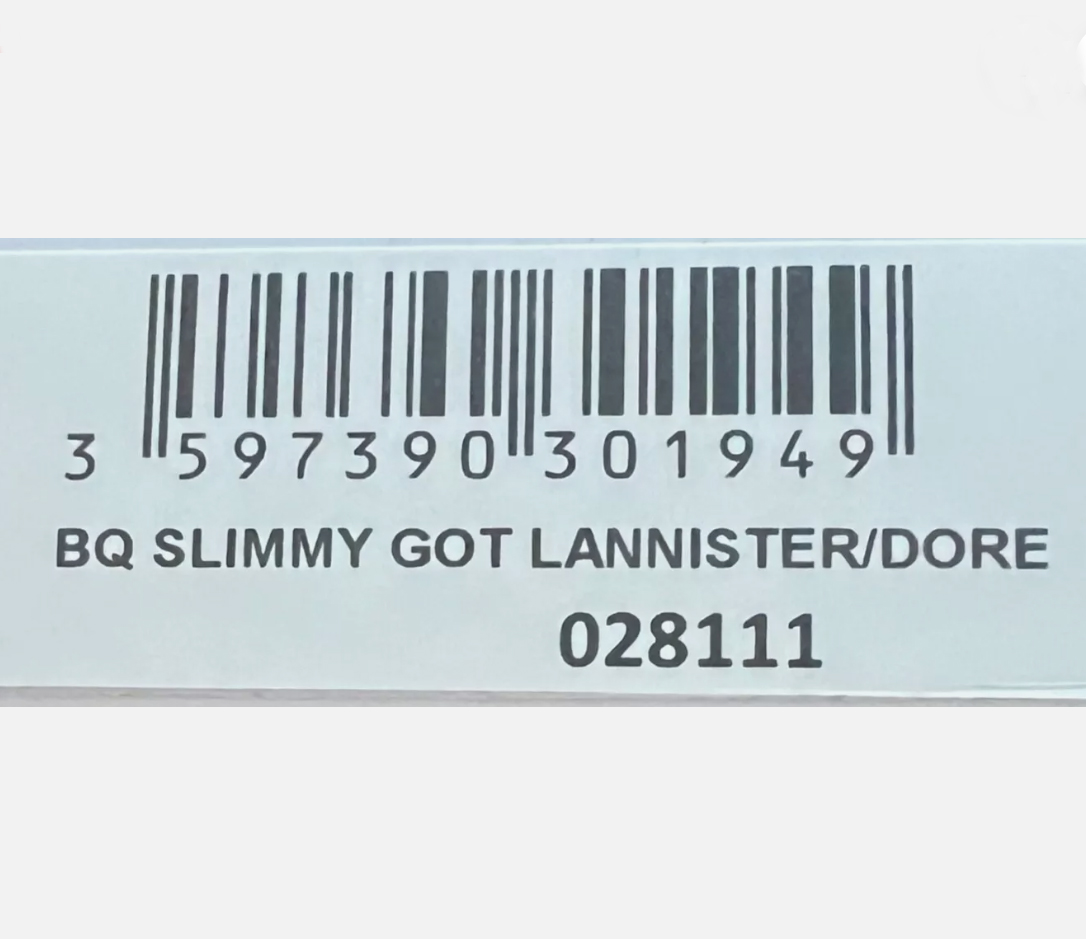 3 597390 301949
BQ SLIMMY GOT LANNISTER/DORE
028111